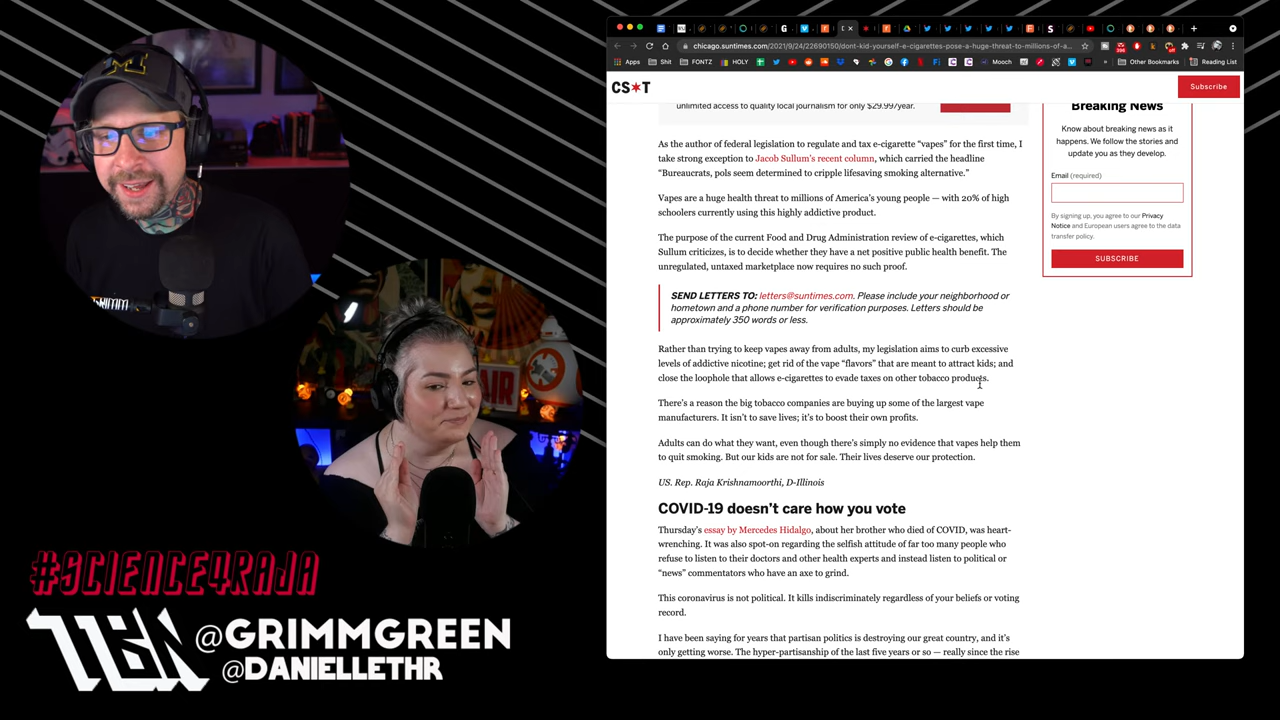 chicago.suntimes.com/2021/9/24/22690150/dont-kid-yourself-e-cigarettes-pose-a-huge-threat-to-millions-of-a...
Apps
Shit
FONTZ
HOLY
Mooch
Other Bookmarks
Reading List
CS T
Subscribe
unlimited access to quality local journalism for only $29.99?/year.
As the author of federal legislation to regulate and tax e-cigarette “vapes” for the first time, I
take strong exception to Jacob Sullum’s recent column, which carried the headline
“Bureaucrats, pols seem determined to cripple lifesaving smoking alternative.”
Vapes are a huge health threat to millions of America’s young people — with 20% of high
schoolers currently using this highly addictive product.
The purpose of the current Food and Drug Administration review of e-cigarettes, which
Sullum criticizes, is to decide whether they have a net positive public health benefit. The
unregulated, untaxed marketplace now requires no such proof.
SEND LETTERS TO: letters@suntimes.com. Please include your neighborhood or
hometown and a phone number for verification purposes. Letters should be
approximately 350 words or less.
Rather than trying to keep vapes away from adults, my legislation aims to curb excessive
levels of addictive nicotine; get rid of the vape “flavors” that are meant to attract kids; and
close the loophole that allows e-cigarettes to evade taxes on other tobacco products.
There’s a reason the big tobacco companies are buying up some of the largest vape
manufacturers. It isn’t to save lives; it’s to boost their own profits.
Adults can do what they want, even though there’s simply no evidence that vapes help them
to quit smoking. But our kids are not for sale. Their lives deserve our protection.
US. Rep. Raja Krishnamoorthi, D-Illinois
COVID-19 doesn’t care how you vote
Thursday’s essay by Mercedes Hidalgo, about her brother who died of COVID, was heart-
wrenching. It was also spot-on regarding the selfish attitude of far too many people who
refuse to listen to their doctors and other health experts and instead listen to political or
“news” commentators who have an axe to grind.
This coronavirus is not political. It kills indiscriminately regardless of your beliefs or voting
record.
I have been saying for years that partisan politics is destroying our great country, and it’s
only getting worse. The hyper-partisanship of the last five years or so — really since the rise
Breaking News
Know about breaking news as it
happens. We follow the stories and
update you as they develop.
Email (required)
By signing up, you agree to our Privacy
Notice and European users agree to the data
transfer policy.
SUBSCRIBE
#SCIENCE4RAJA
@GRIMMGREEN
@DANIELLETHR